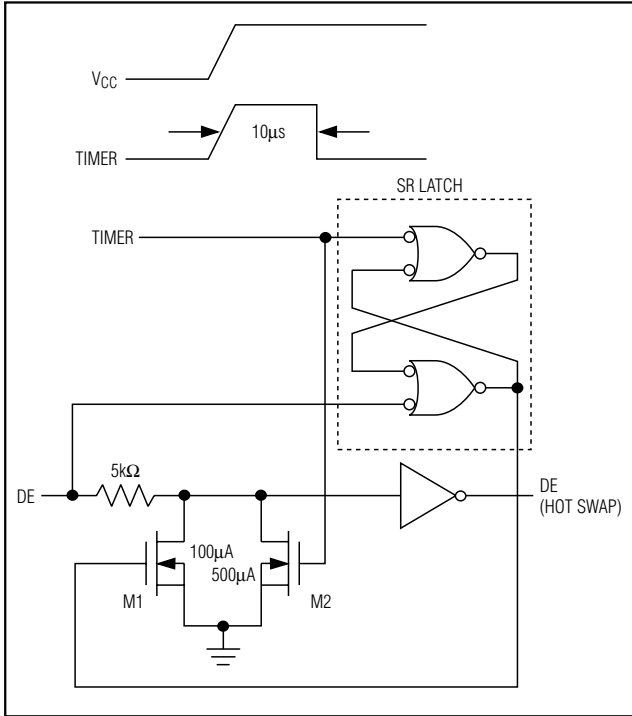 VCC
10μs
TIMER
SR LATCH
TIMER
5kΩ
DE
DE
(HOT SWAP)
100μA
500μA
M1
M2